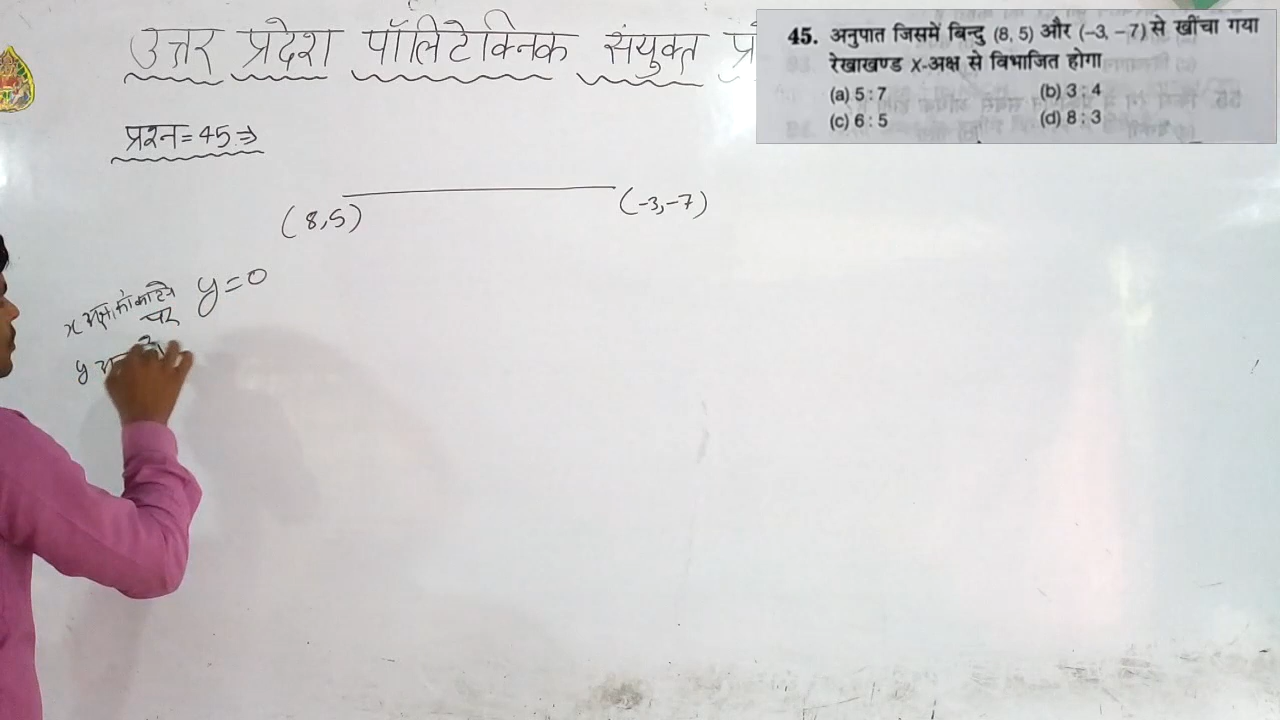 उत्तर प्रदेश पॉलिटेक्निक संयुक्त
45. अनुपात जिसमें बिन्दु (8, 5) और (–3, –7) से खींचा गया
रेखाखण्ड X-अक्ष से विभाजित होगा
(a) 5 : 7 (b) 3 : 4
(c) 6 : 5 (d) 8 : 3
प्रश्न = 45 ⇒
(8,5) (-3,-7)
x अक्ष को काटने y = 0
पर
y